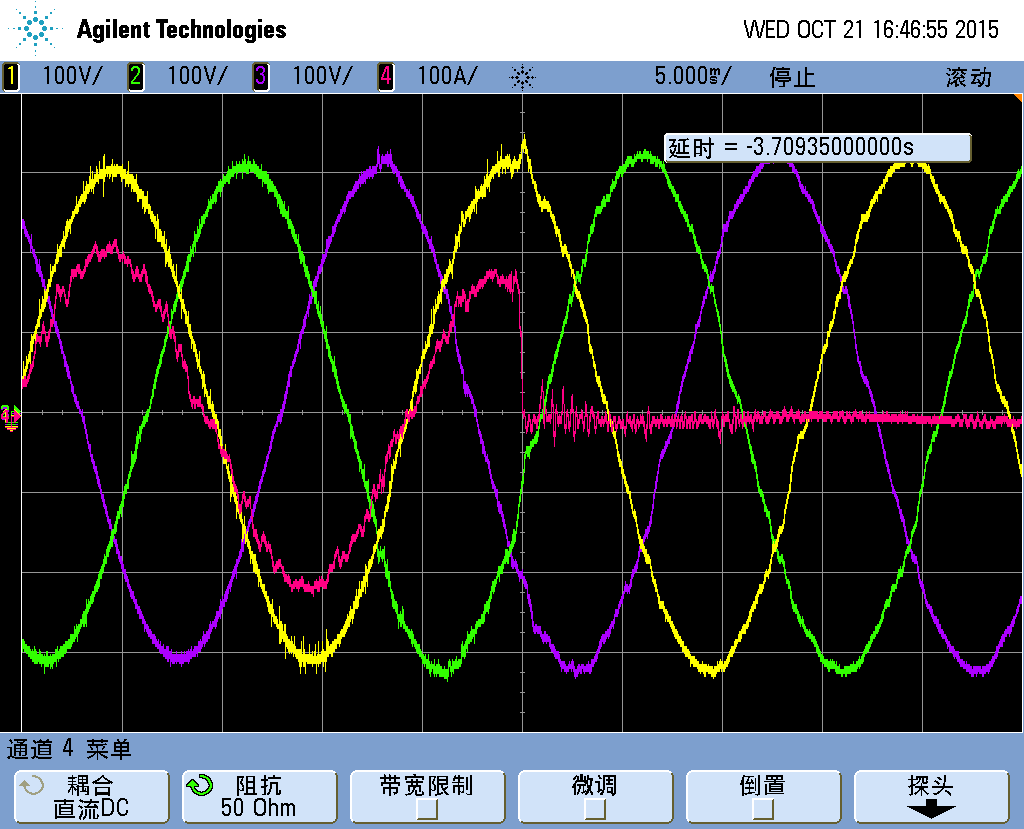 Agilent Technologies WED OCT 21 16:46:55 2015
1 100V/ 2 100V/ 3 100V/ 4 100A/ 5.000m/ 停止 滚动
延时 = -3.70935000000s
通道 4 菜单
耦合 阻抗 带宽限制 微调 倒置 探头
直流DC 50 Ohm